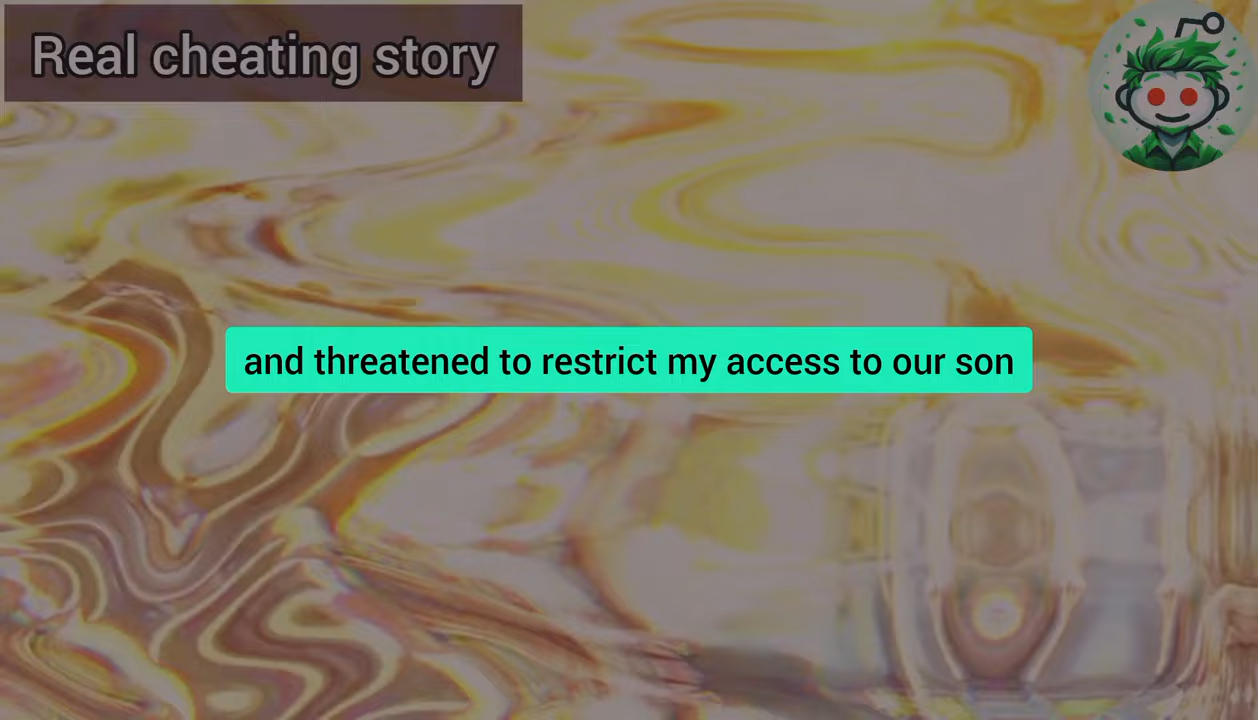 Real cheating story
and threatened to restrict my access to our son